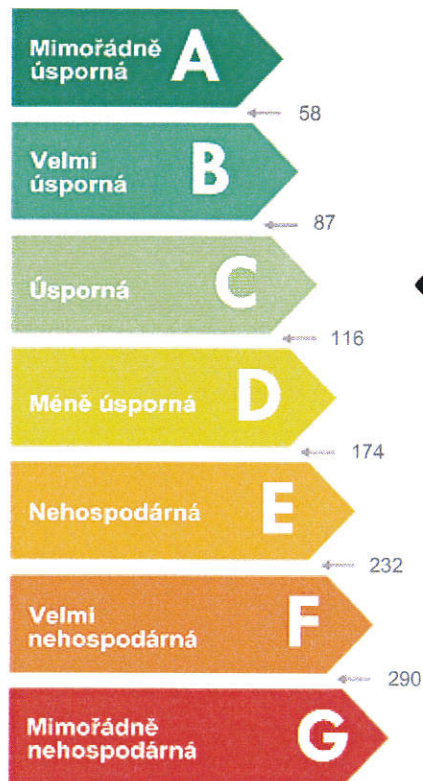 Mimořádně
úsporná
A
58
Velmi
úsporná
B
87
Úsporná
C
116
Méně úsporná
D
174
Nehospodárná
E
232
Velmi
nehospodárná
F
290
Mimořádně
nehospodárná
G